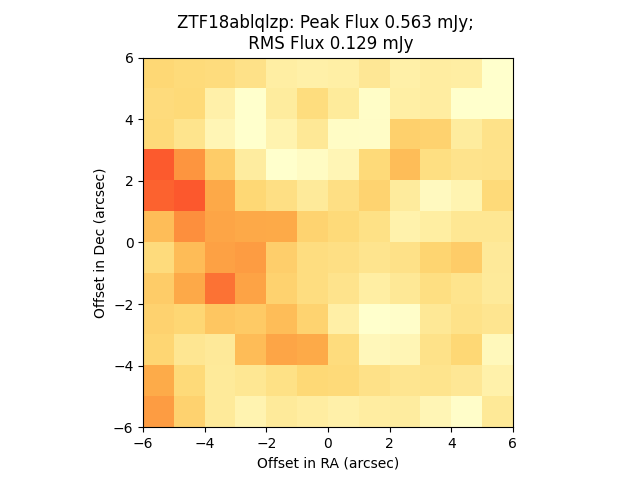 ZTF18ablqlzp: Peak Flux 0.563 mJy;
RMS Flux 0.129 mJy
6
4
2
0
−2
−4
−6
Offset in Dec (arcsec)
−6 −4 −2 0 2 4 6
Offset in RA (arcsec)